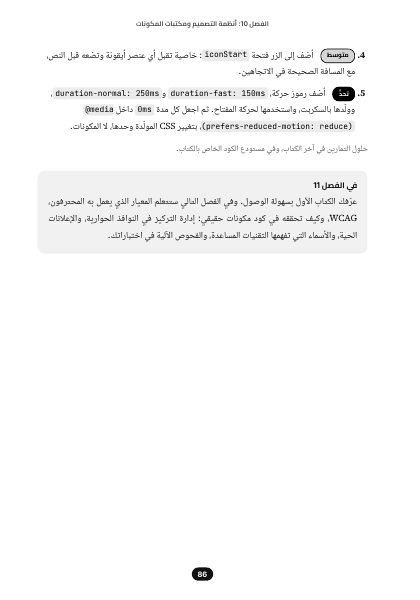 الفصل 10: أنظمة التصميم ومكتبات المكونات
4. متوسط أضف إلى الزر فتحة iconStart: خاصية تقبل أي عنصر أيقونة وتضعه قبل النص،
مع المسافة الصحيحة في الاتجاهين.
5. تحدٍّ أضف رموز حركة، duration-fast: 150ms و duration-normal: 250ms،
وولّدها بالسكربت، واستخدمها لحركة المفتاح. ثم اجعل كل مدة 0ms داخل @media
(prefers-reduced-motion: reduce)، بتغيير CSS المولّدة وحدها، لا المكونات.
حلول التمارين في آخر الكتاب، وفي مستودع الكود الخاص بالكتاب.
في الفصل 11
عرّفك الكتاب الأول بسهولة الوصول. وفي الفصل التالي ستتعلم المعيار الذي يعمل به المحترفون،
WCAG، وكيف تحققه في كود مكونات حقيقي: إدارة التركيز في النوافذ الحوارية، والإعلانات
الحية، والأسماء التي تفهمها التقنيات المساعدة، والفحوص الآلية في اختباراتك.
86